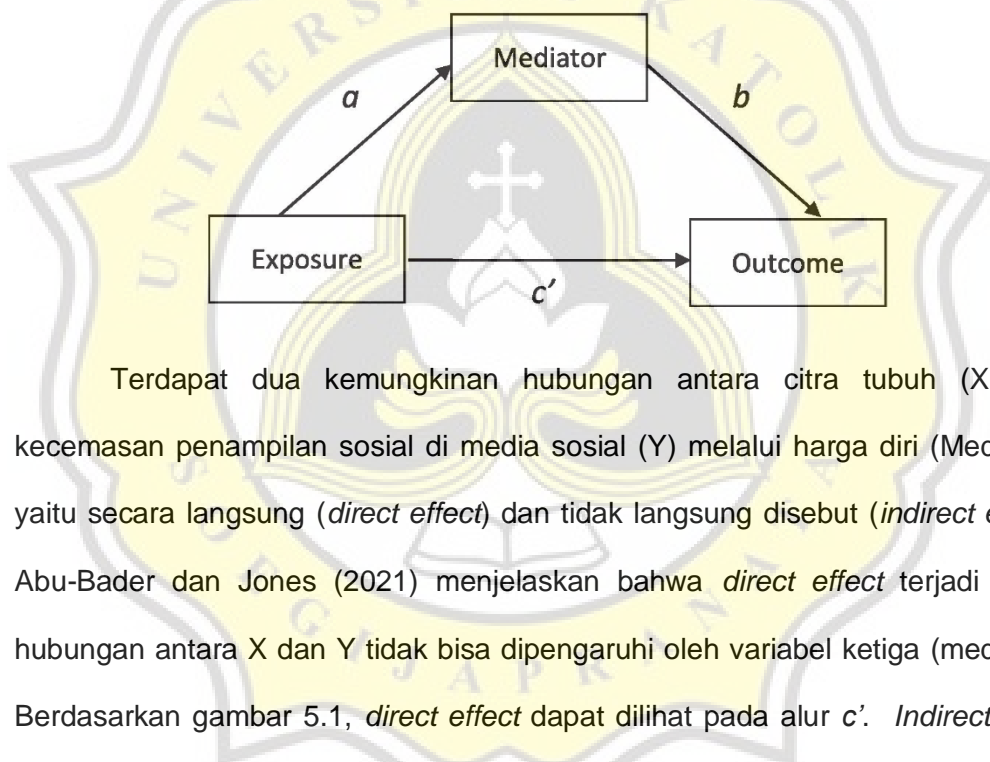 UNIVERSITAS KATOLIK
SOEGIJAPRANATA
Mediator
a
b
Exposure
Outcome
c'
Terdapat dua kemungkinan hubungan antara citra tubuh (X
kecemasan penampilan sosial di media sosial (Y) melalui harga diri (Med
yaitu secara langsung (direct effect) dan tidak langsung disebut (indirect e
Abu-Bader dan Jones (2021) menjelaskan bahwa direct effect terjadi
hubungan antara X dan Y tidak bisa dipengaruhi oleh variabel ketiga (med
Berdasarkan gambar 5.1, direct effect dapat dilihat pada alur c'. Indirect